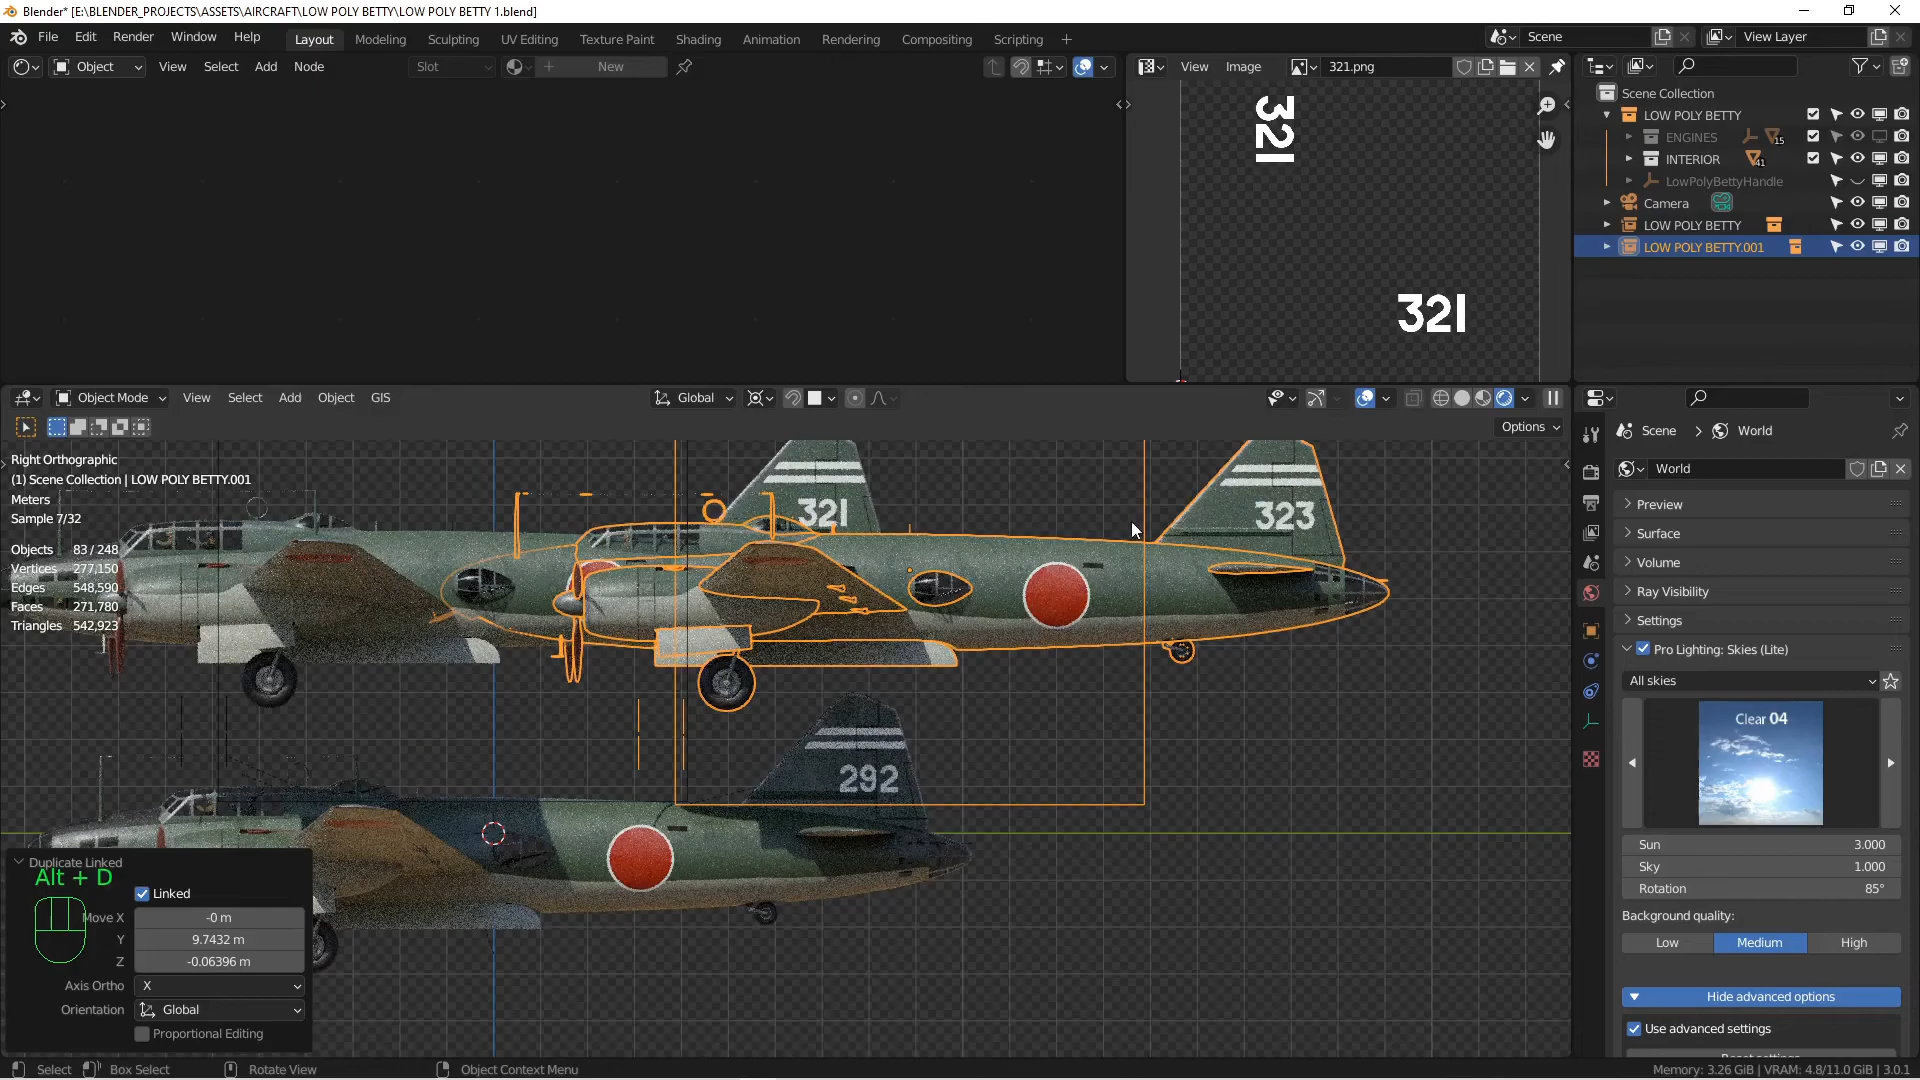 Blender* [E:\BLENDER_PROJECTS\ASSETS\AIRCRAFT\LOW POLY BETTY\LOW POLY BETTY 1.blend]
File Edit Render Window Help Layout Modeling Sculpting UV Editing Texture Paint Shading Animation Rendering Compositing Scripting + Scene View Layer
Object View Select Add Node Slot New View Image 321.png
Scene Collection
LOW POLY BETTY
ENGINES 15
INTERIOR 41
LowPolyBettyHandle
Camera
LOW POLY BETTY
LOW POLY BETTY.001
321
321
Object Mode View Select Add Object GIS Global
Options
Right Orthographic
(1) Scene Collection | LOW POLY BETTY.001
Meters
Sample 7/32
Objects 83 / 248
Vertices 277,150
Edges 548,590
Faces 271,780
Triangles 542,923
321
323
292
Duplicate Linked
Alt + D
Linked
Move X -0 m
Y 9.7432 m
Z -0.06396 m
Axis Ortho X
Orientation Global
Proportional Editing
Scene > World
World
Preview
Surface
Volume
Ray Visibility
Settings
Pro Lighting: Skies (Lite)
All skies
Clear 04
Sun 3.000
Sky 1.000
Rotation 85°
Background quality:
Low Medium High
Hide advanced options
Use advanced settings
Reset settings
Select Box Select Rotate View Object Context Menu Memory: 3.26 GiB | VRAM: 4.8/11.0 GiB | 3.0.1